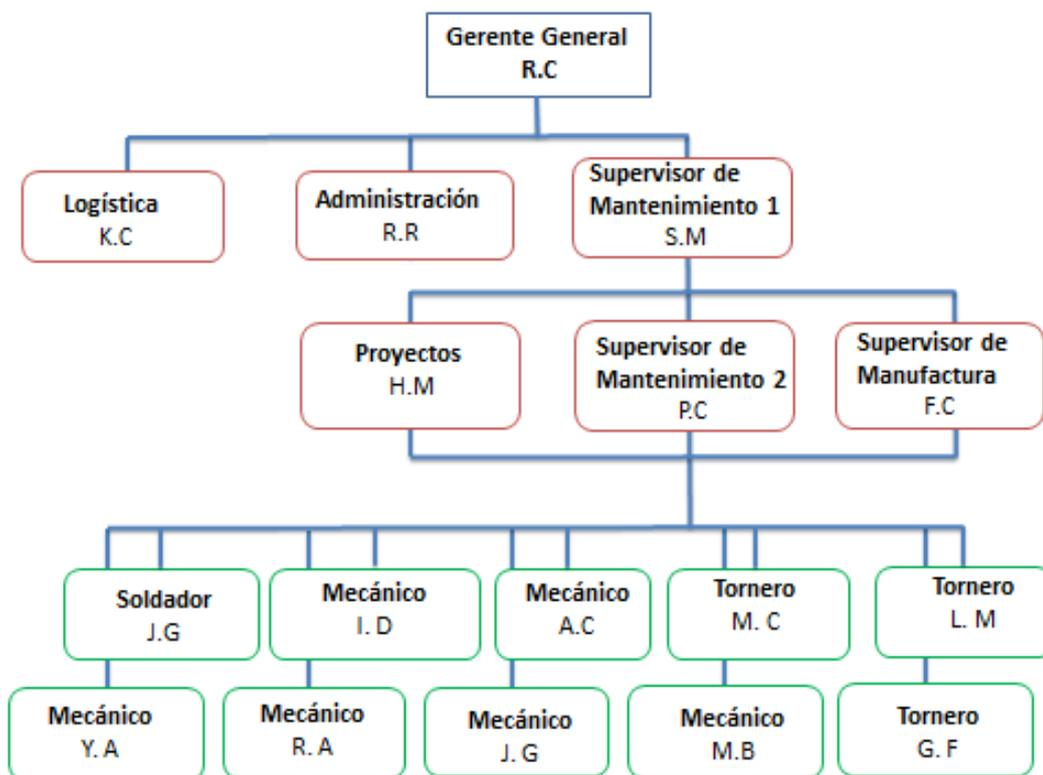 Gerente General
R.C
Logística
K.C
Administración
R.R
Supervisor de
Mantenimiento 1
S.M
Proyectos
H.M
Supervisor de
Mantenimiento 2
P.C
Supervisor de
Manufactura
F.C
Soldador
J.G
Mecánico
I. D
Mecánico
A.C
Tornero
M. C
Tornero
L. M
Mecánico
Y. A
Mecánico
R. A
Mecánico
J. G
Mecánico
M.B
Tornero
G. F